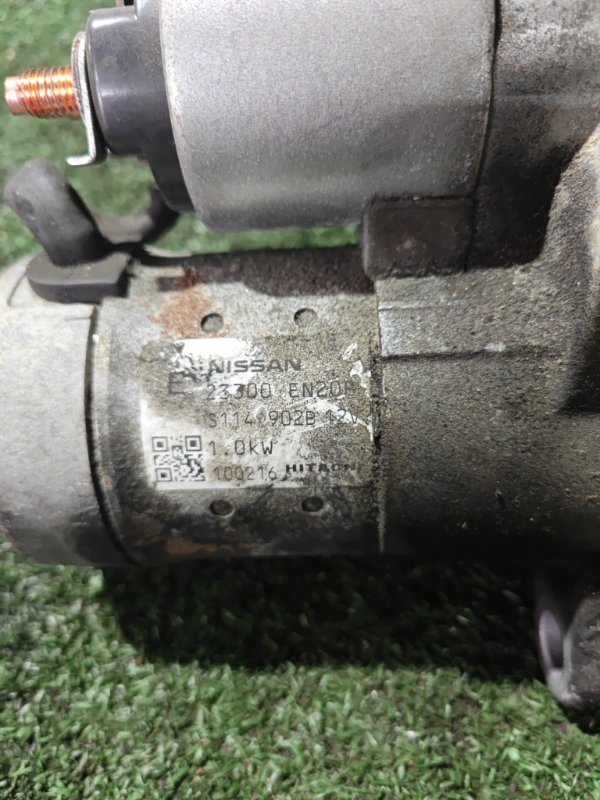 NISSAN
23300 EN20
S114 902B 12V
1.0KW
100216 HITACHI